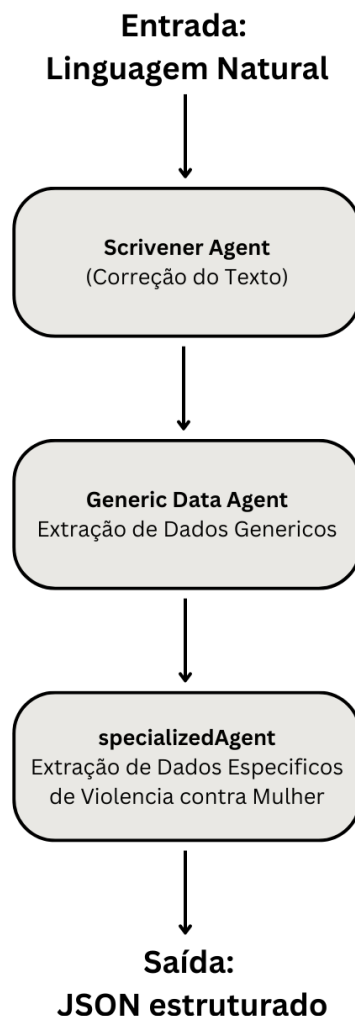 Entrada:
Linguagem Natural
Scrivener Agent
(Correção do Texto)
Generic Data Agent
Extração de Dados Genericos
specializedAgent
Extração de Dados Especificos
de Violencia contra Mulher
Saída:
JSON estruturado